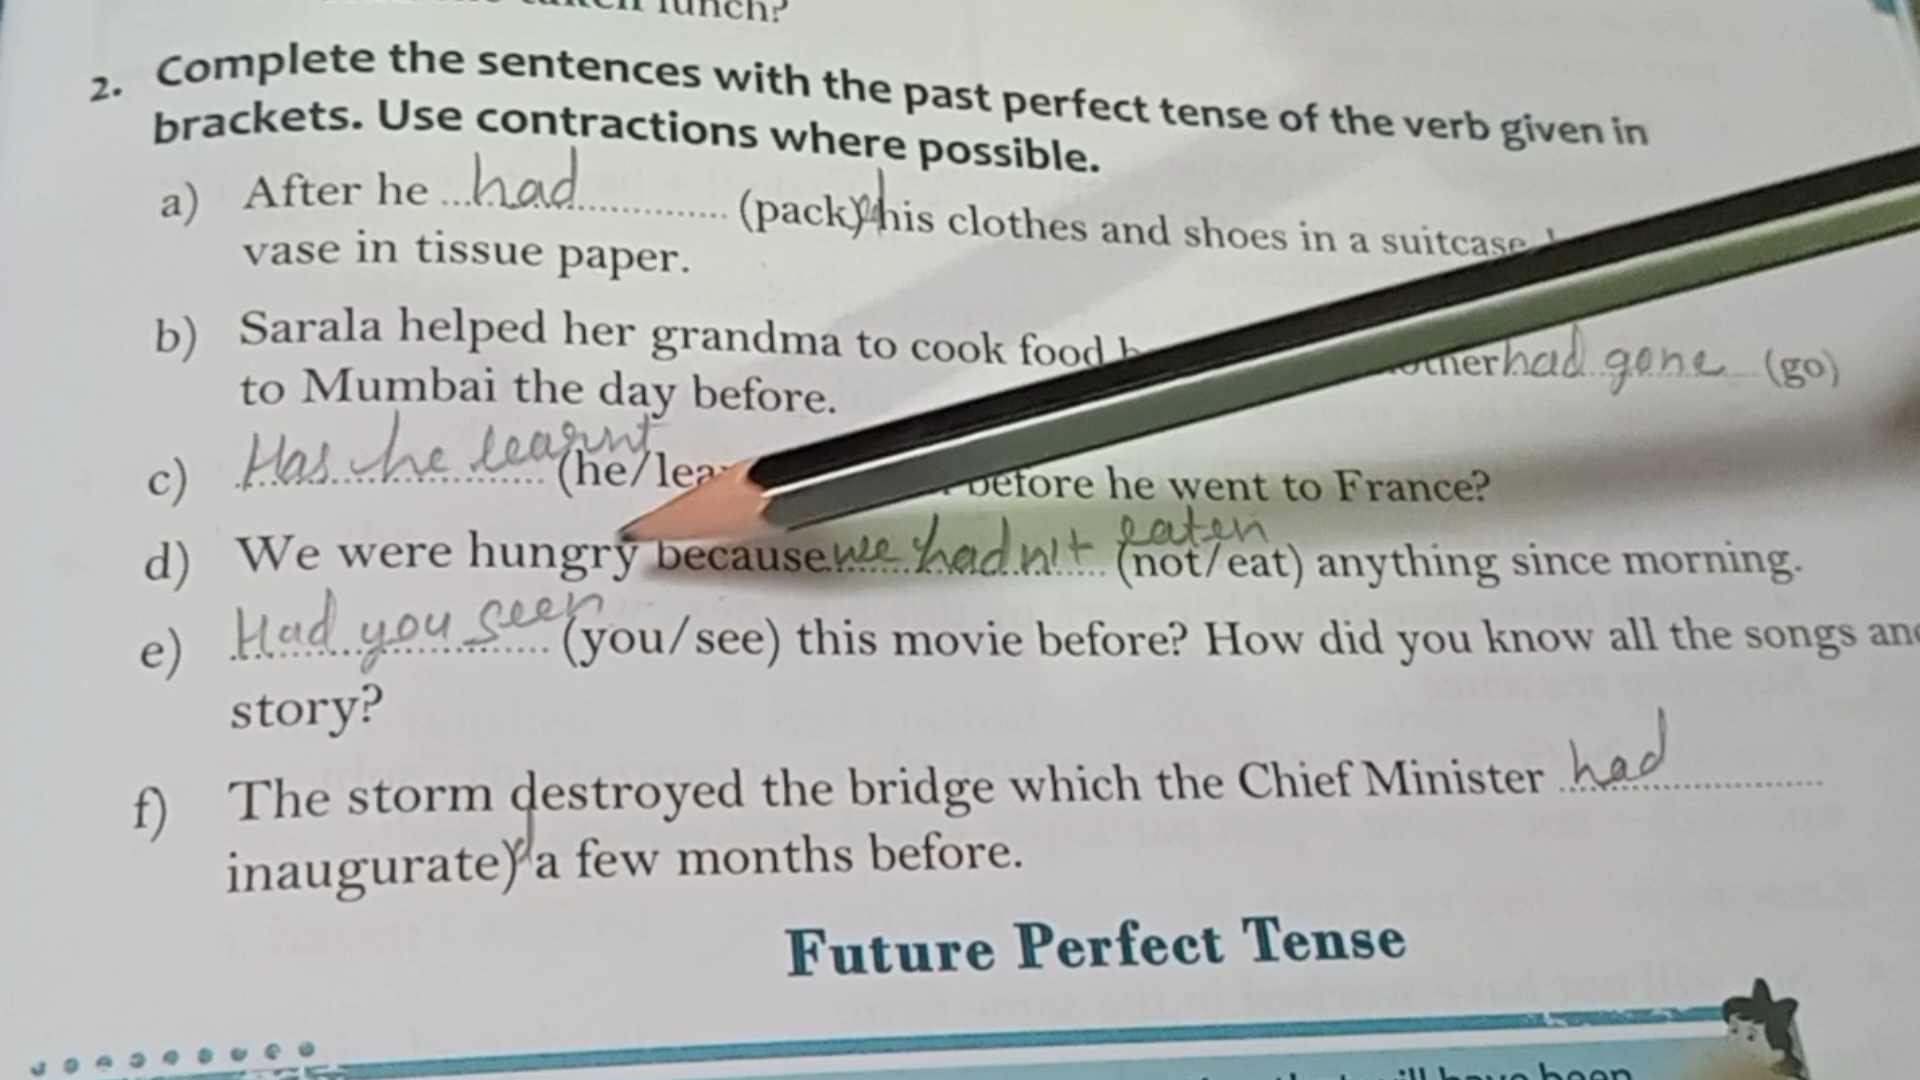 lunch?
2. Complete the sentences with the past perfect tense of the verb given in
brackets. Use contractions where possible.
a) After he had (pack)ed his clothes and shoes in a suitcase
vase in tissue paper.
b) Sarala helped her grandma to cook food had gone (go)
to Mumbai the day before.
c) Has he learnt (he/lea before he went to France?
d) We were hungry because we hadn't eaten (not/eat) anything since morning.
e) Had you seen (you/see) this movie before? How did you know all the songs and
story?
f) The storm destroyed the bridge which the Chief Minister had
inaugurate)d a few months before.
Future Perfect Tense
will have been